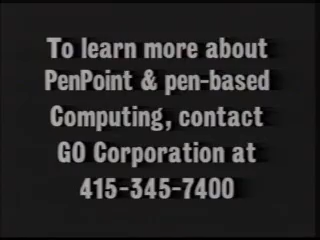 To learn more about
PenPoint & pen-based
Computing, contact
GO Corporation at
415-345-7400